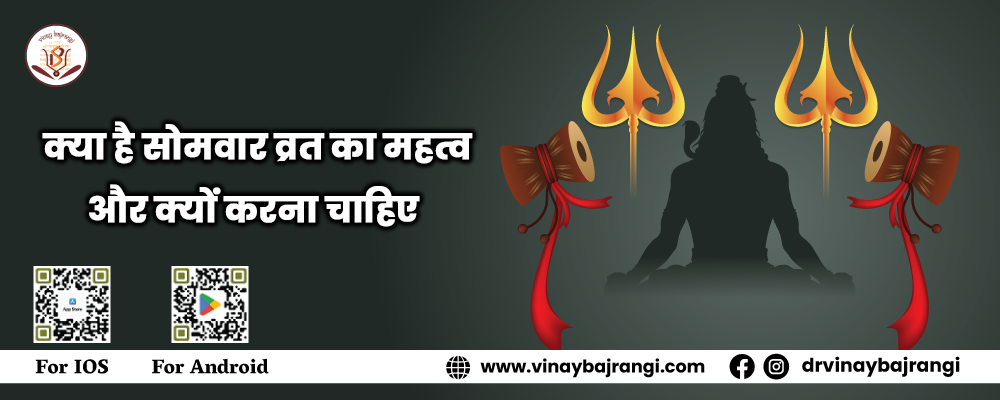 vinay bajrangi
क्या है सोमवार व्रत का महत्व
और क्यों करना चाहिए
App Store
For IOS
For Android
www.vinaybajrangi.com
drvinaybajrangi